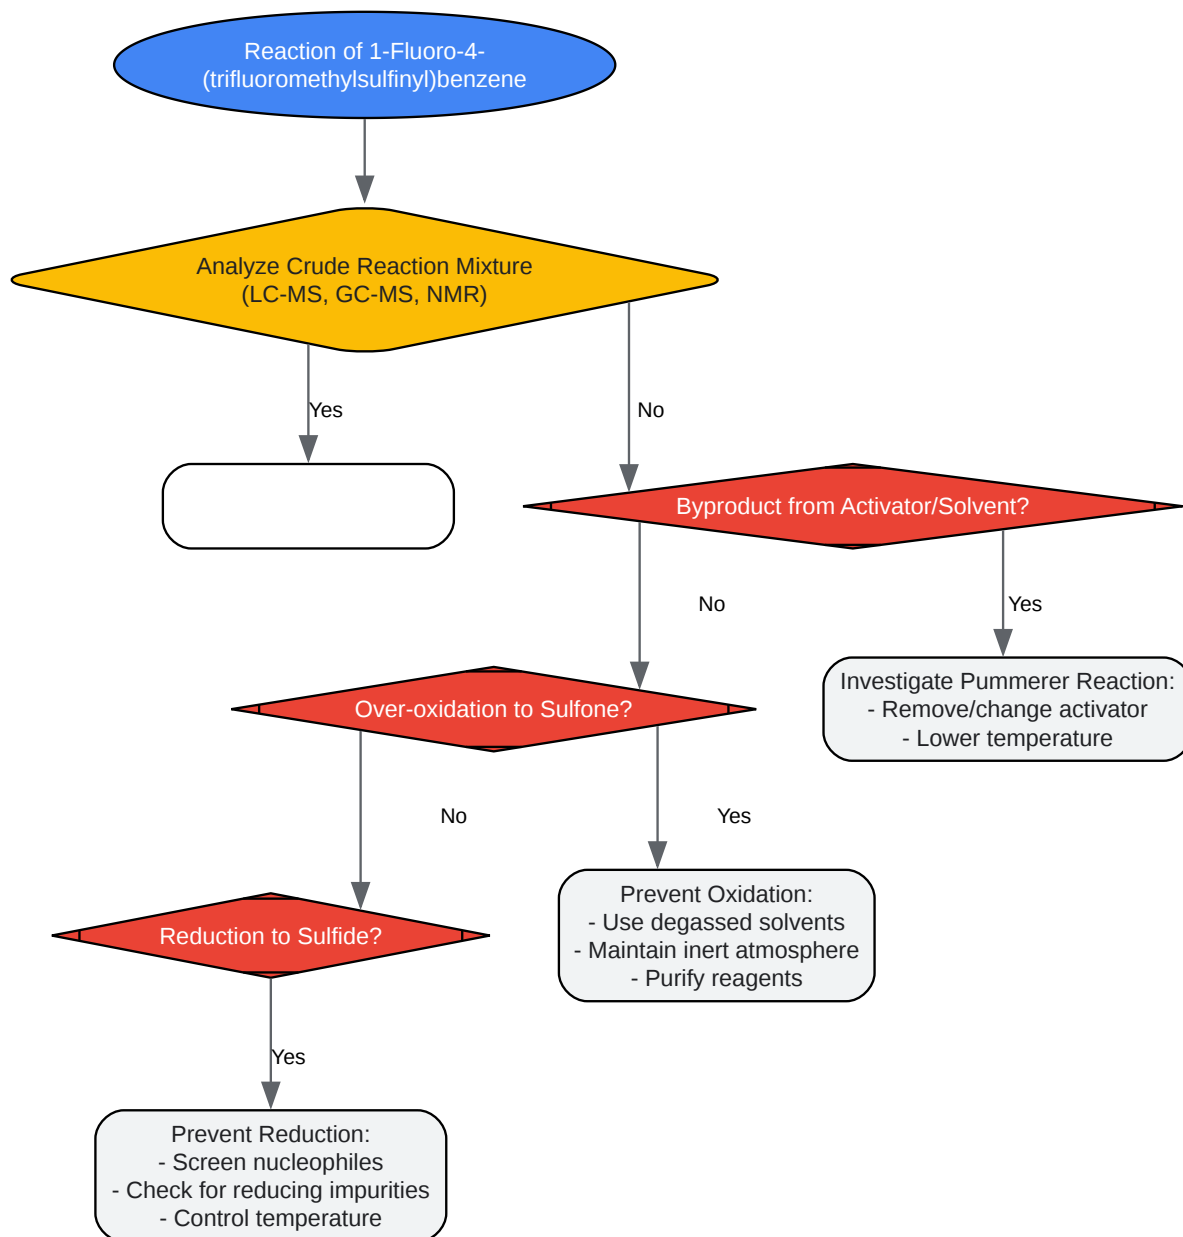 Reaction of 1-Fluoro-4-
(trifluoromethylsulfinyl)benzene
Analyze Crude Reaction Mixture
(LC-MS, GC-MS, NMR)
Yes
No
Byproduct from Activator/Solvent?
No
Yes
Investigate Pummerer Reaction:
- Remove/change activator
- Lower temperature
Over-oxidation to Sulfone?
No
Yes
Prevent Oxidation:
- Use degassed solvents
- Maintain inert atmosphere
- Purify reagents
Reduction to Sulfide?
Yes
Prevent Reduction:
- Screen nucleophiles
- Check for reducing impurities
- Control temperature